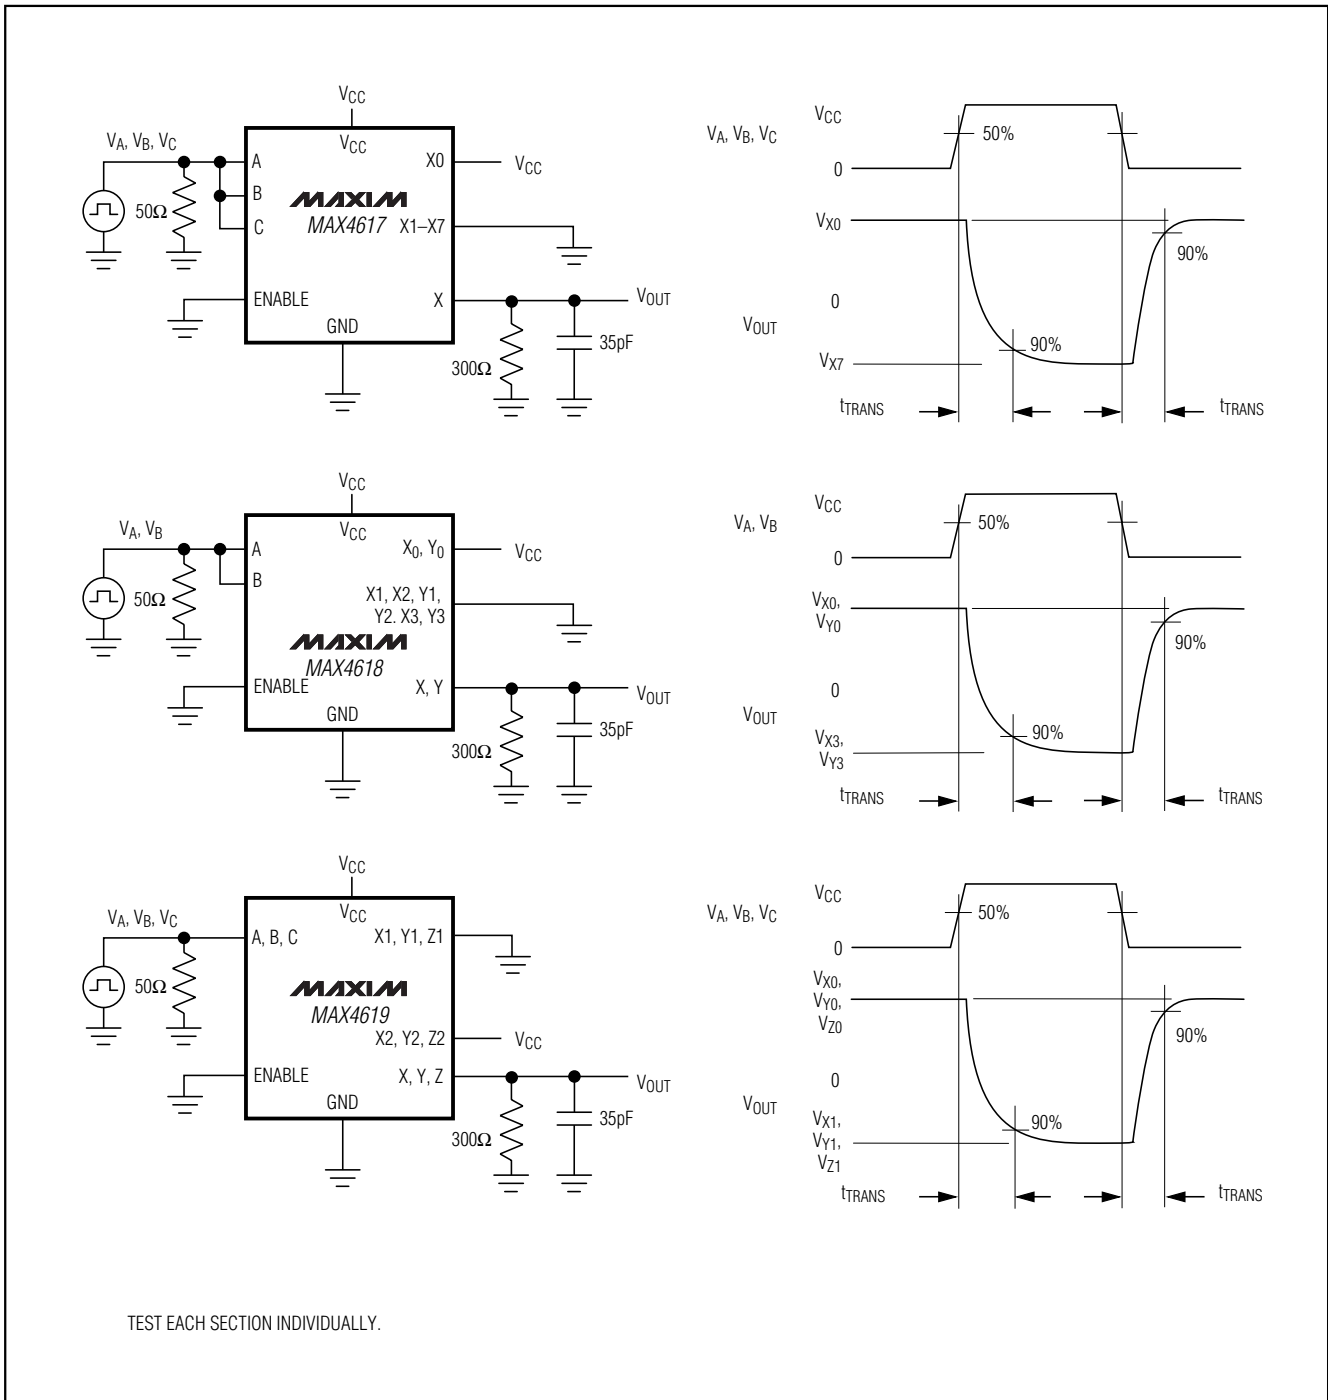 VCC
VA, VB, VC
VCC
A
X0
VCC
B
50Ω
MAXIM
MAX4617
C
X1–X7
ENABLE
X
VOUT
GND
35pF
300Ω
VCC
VA, VB, VC
50%
0
VX0
90%
0
VOUT
90%
VX7
tTRANS
tTRANS
VCC
VA, VB
VCC
A
X0, Y0
VCC
B
50Ω
X1, X2, Y1,
Y2. X3, Y3
MAXIM
MAX4618
ENABLE
X, Y
VOUT
GND
35pF
300Ω
VCC
VA, VB
50%
0
VX0,
VY0
90%
0
VOUT
VX3,
VY3
90%
tTRANS
tTRANS
VCC
VA, VB, VC
VCC
A, B, C
X1, Y1, Z1
50Ω
MAXIM
MAX4619
X2, Y2, Z2
VCC
ENABLE
X, Y, Z
VOUT
GND
35pF
300Ω
VCC
VA, VB, VC
50%
0
VX0,
VY0,
VZ0
90%
0
VOUT
VX1,
VY1,
VZ1
90%
tTRANS
tTRANS
TEST EACH SECTION INDIVIDUALLY.